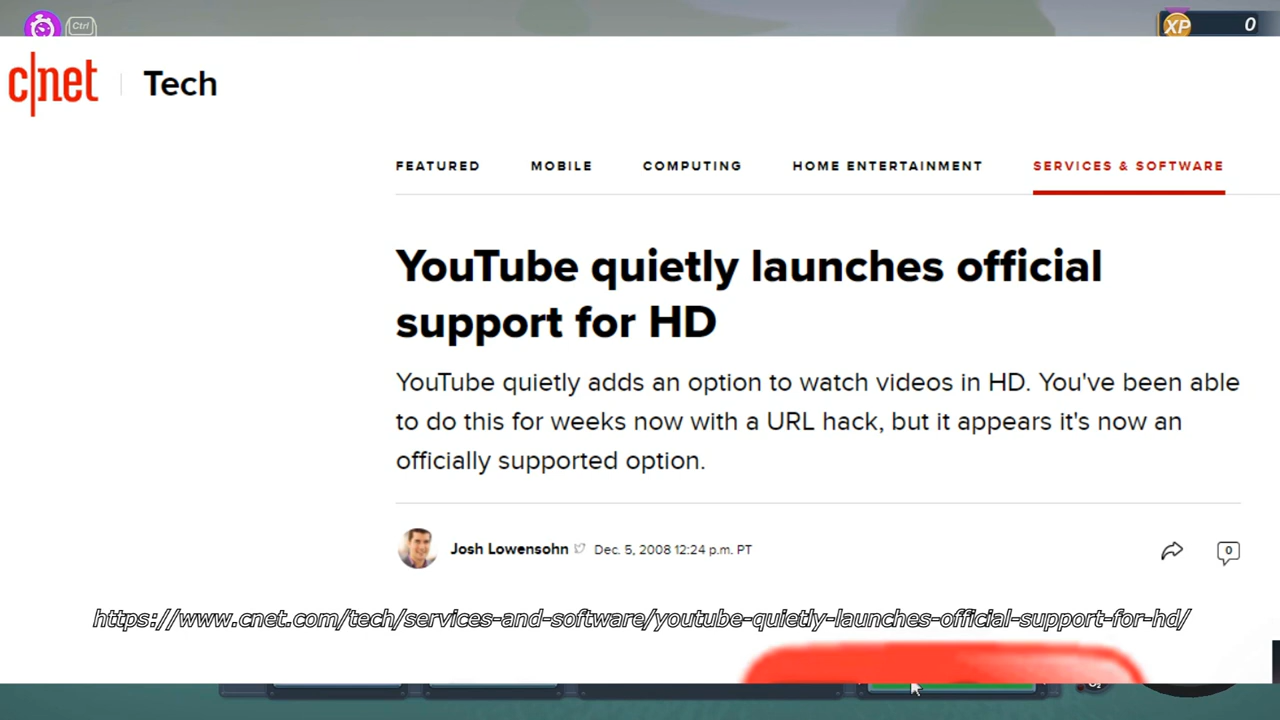 Ctrl
XP 0
c|net Tech
FEATURED MOBILE COMPUTING HOME ENTERTAINMENT SERVICES & SOFTWARE
YouTube quietly launches official
support for HD
YouTube quietly adds an option to watch videos in HD. You've been able
to do this for weeks now with a URL hack, but it appears it's now an
officially supported option.
Josh Lowensohn Dec. 5, 2008 12:24 p.m. PT
0
https://www.cnet.com/tech/services-and-software/youtube-quietly-launches-official-support-for-hd/
O₂